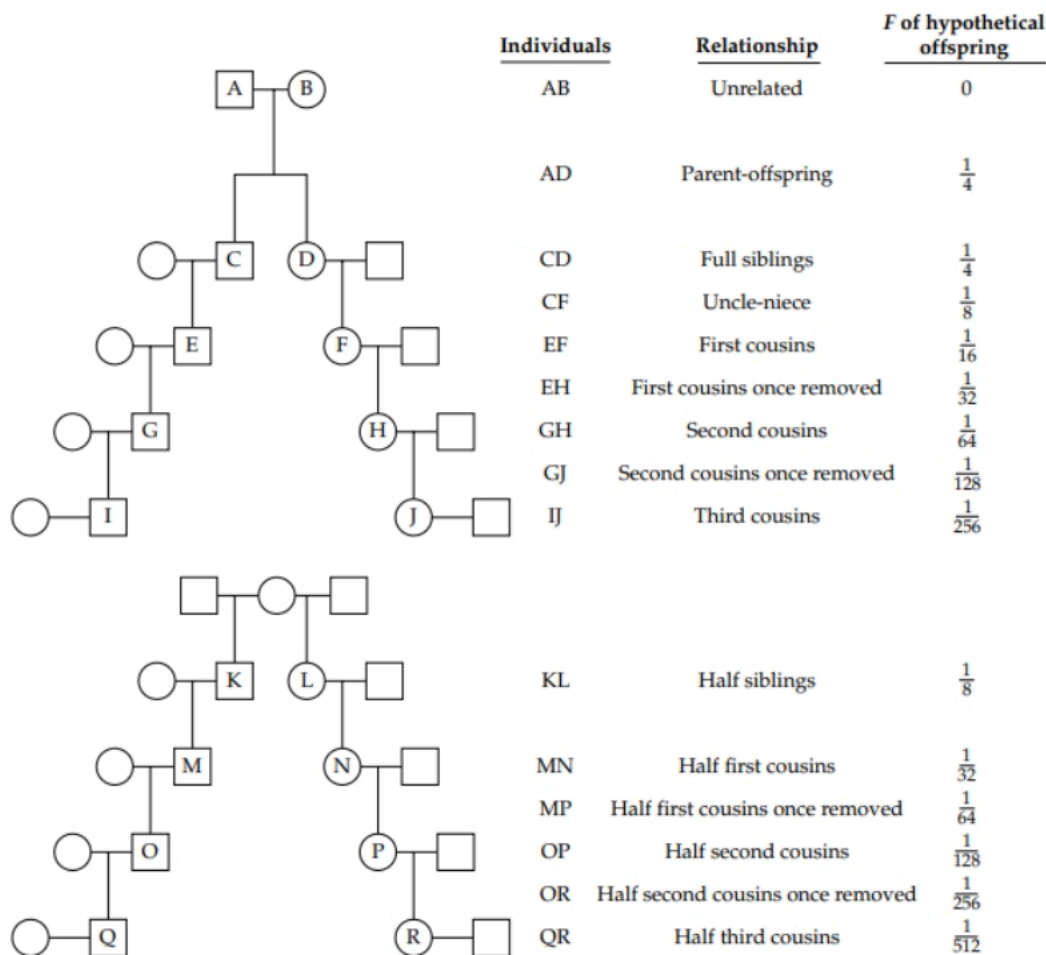 F of hypothetical
Individuals Relationship offspring
A B AB Unrelated 0
AD Parent-offspring 1/4
C D CD Full siblings 1/4
CF Uncle-niece 1/8
E F EF First cousins 1/16
EH First cousins once removed 1/32
G H GH Second cousins 1/64
GJ Second cousins once removed 1/128
I J IJ Third cousins 1/256
K L KL Half siblings 1/8
M N MN Half first cousins 1/32
MP Half first cousins once removed 1/64
O P OP Half second cousins 1/128
OR Half second cousins once removed 1/256
Q R QR Half third cousins 1/512